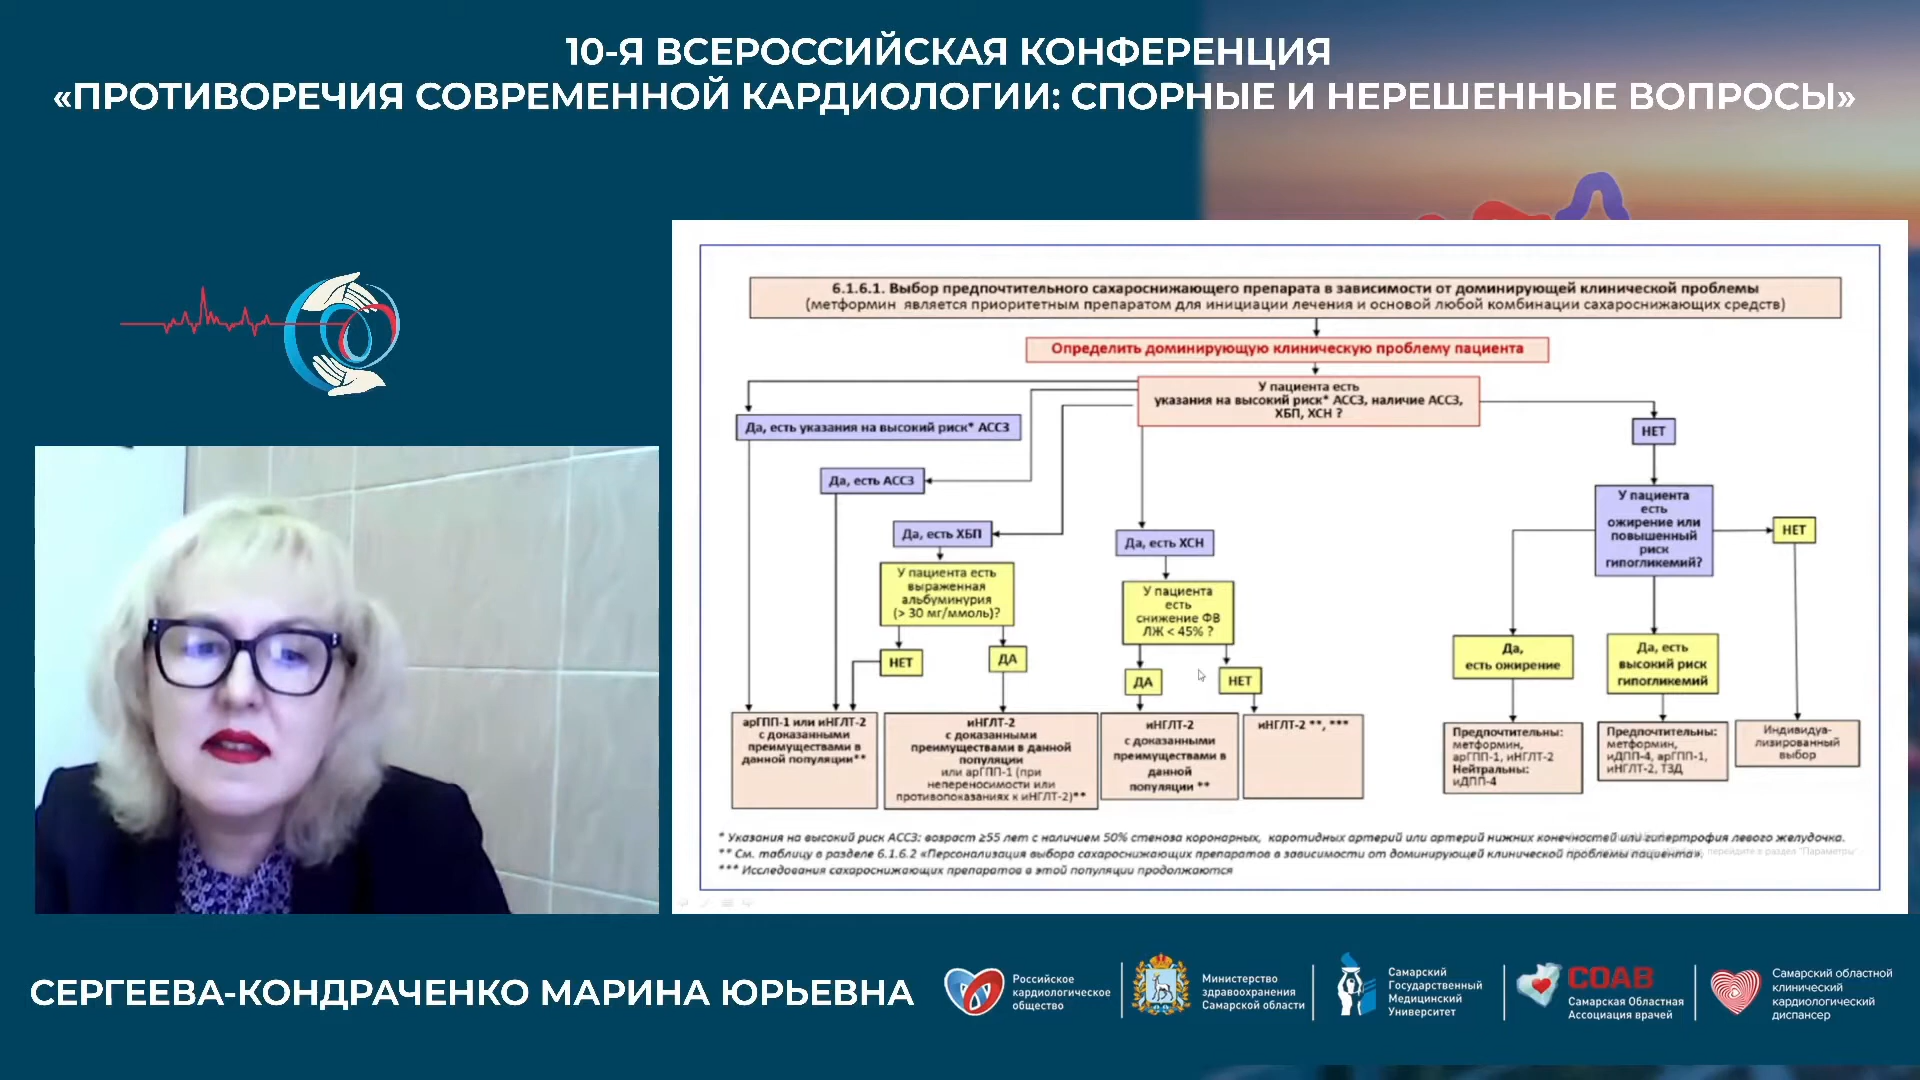 10-Я ВСЕРОССИЙСКАЯ КОНФЕРЕНЦИЯ
«ПРОТИВОРЕЧИЯ СОВРЕМЕННОЙ КАРДИОЛОГИИ: СПОРНЫЕ И НЕРЕШЕННЫЕ ВОПРОСЫ»
6.1.6.1. Выбор предпочтительного сахароснижающего препарата в зависимости от доминирующей клинической проблемы
(метформин является приоритетным препаратом для инициации лечения и основой любой комбинации сахароснижающих средств)
Определить доминирующую клиническую проблему пациента
У пациента есть
указания на высокий риск* АССЗ, наличие АССЗ,
ХБП, ХСН ?
Да, есть указания на высокий риск* АССЗ
НЕТ
Да, есть АССЗ
Да, есть ХБП
Да, есть ХСН
У пациента
есть
ожирение или
повышенный
риск
гипогликемий?
НЕТ
У пациента есть
выраженная
альбуминурия
(> 30 мг/ммоль)?
У пациента
есть
снижение ФВ
ЛЖ < 45% ?
НЕТ
ДА
ДА
НЕТ
Да,
есть ожирение
Да, есть
высокий риск
гипогликемий
арГПП-1 или иНГЛТ-2
с доказанными
преимуществами в
данной популяции**
иНГЛТ-2
с доказанными
преимуществами в данной
популяции
или арГПП-1 (при
непереносимости или
противопоказаниях к иНГЛТ-2)**
иНГЛТ-2
с доказанными
преимуществами в
данной
популяции **
иНГЛТ-2 **, ***
Предпочтительны:
метформин,
арГПП-1, иНГЛТ-2
Нейтральны:
иДПП-4
Предпочтительны:
метформин,
иДПП-4, арГПП-1,
иНГЛТ-2, ТЗД
Индивидуа-
лизированный
выбор
* Указания на высокий риск АССЗ: возраст ≥55 лет с наличием 50% стеноза коронарных, каротидных артерий или артерий нижних конечностей или гипертрофия левого желудочка.
** См. таблицу в разделе 6.1.6.2 «Персонализация выбора сахароснижающих препаратов в зависимости от доминирующей клинической проблемы пациента»,
перейдите в раздел "Параметры".
*** Исследования сахароснижающих препаратов в этой популяции продолжаются
СЕРГЕЕВА-КОНДРАЧЕНКО МАРИНА ЮРЬЕВНА
Российское
кардиологическое
общество
Министерство
здравоохранения
Самарской области
Самарский
Государственный
Медицинский
Университет
СОАВ
Самарская Областная
Ассоциация врачей
Самарский областной
клинический
кардиологический
диспансер